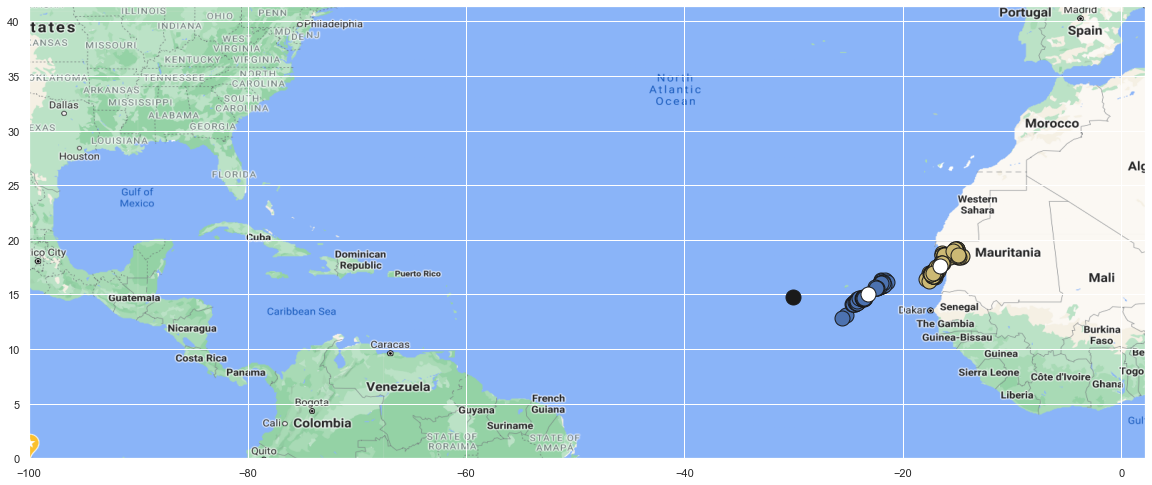 40
35
30
25
20
15
10
5
0
−100
−80
−60
−40
−20
0
tates
ILLINOIS
OHIO
PENN
Philadelphia
INDIANA
MD
DE
NJ
ANSAS
MISSOURI
WEST
VIRGINIA
KENTUCKY
VIRGINIA
OKLAHOMA
TENNESSEE
NORTH
CAROLINA
ARKANSAS
Dallas
MISSISSIPPI
SOUTH
CAROLINA
ALABAMA
GEORGIA
EXAS
LOUISIANA
Houston
FLORIDA
Gulf of
Mexico
ico City
Cuba
Dominican
Republic
Puerto Rico
Guatemala
Caribbean Sea
Nicaragua
Costa Rica
Panama
Caracas
Venezuela
Bogota
Cali
Colombia
Guyana
French
Guiana
Suriname
STATE OF
RORAIMA
STATE OF
AMAPA
Quito
North
Atlantic
Ocean
Portugal
Madrid
Spain
Morocco
Alg
Western
Sahara
Mauritania
Mali
Dakar
Senegal
The Gambia
Guinea-Bissau
Burkina
Faso
Guinea
Be
Sierra Leone
Côte d'Ivoire
Togo
Ghana
Liberia
Gulf